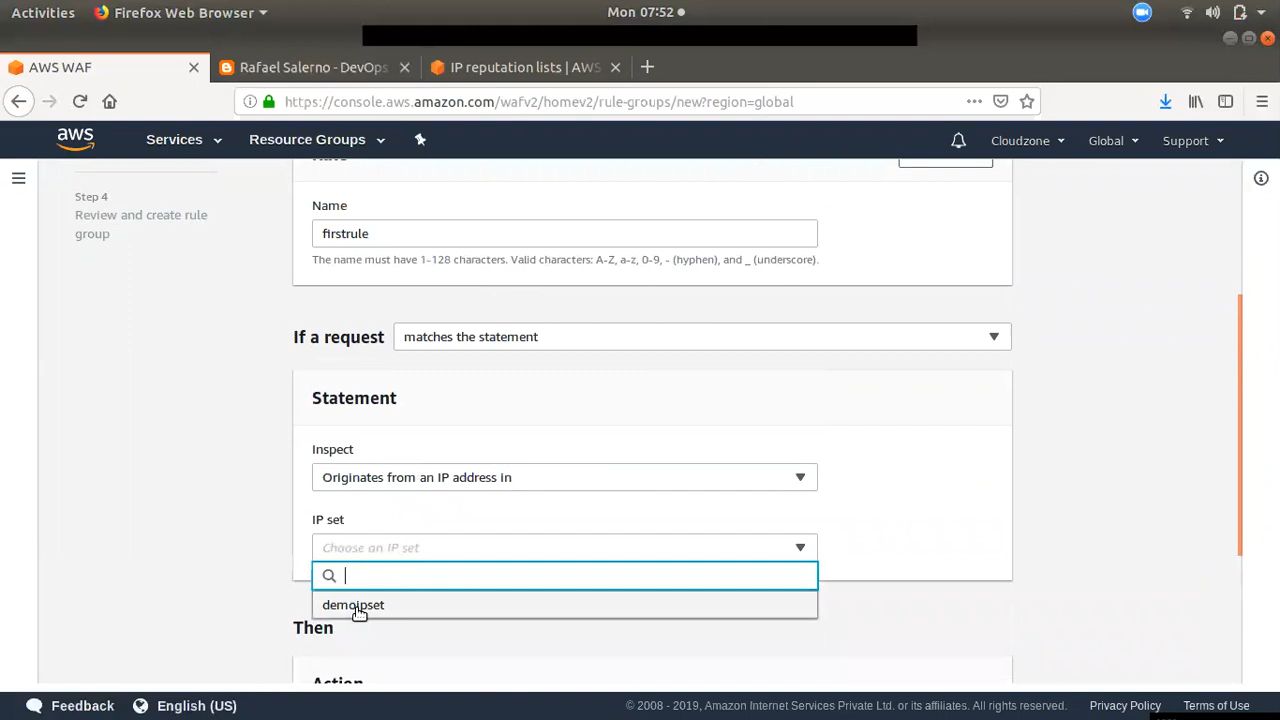 Activities Firefox Web Browser Mon 07:52
AWS WAF Rafael Salerno - DevOps IP reputation lists | AWS
https://console.aws.amazon.com/wafv2/homev2/rule-groups/new?region=global
aws Services Resource Groups Cloudzone Global Support
Step 4
Review and create rule
group
Name
firstrule
The name must have 1-128 characters. Valid characters: A-Z, a-z, 0-9, - (hyphen), and _ (underscore).
If a request matches the statement
Statement
Inspect
Originates from an IP address in
IP set
Choose an IP set
demoipset
Then
Action
Feedback English (US) © 2008 - 2019, Amazon Internet Services Private Ltd. or its affiliates. All rights reserved. Privacy Policy Terms of Use